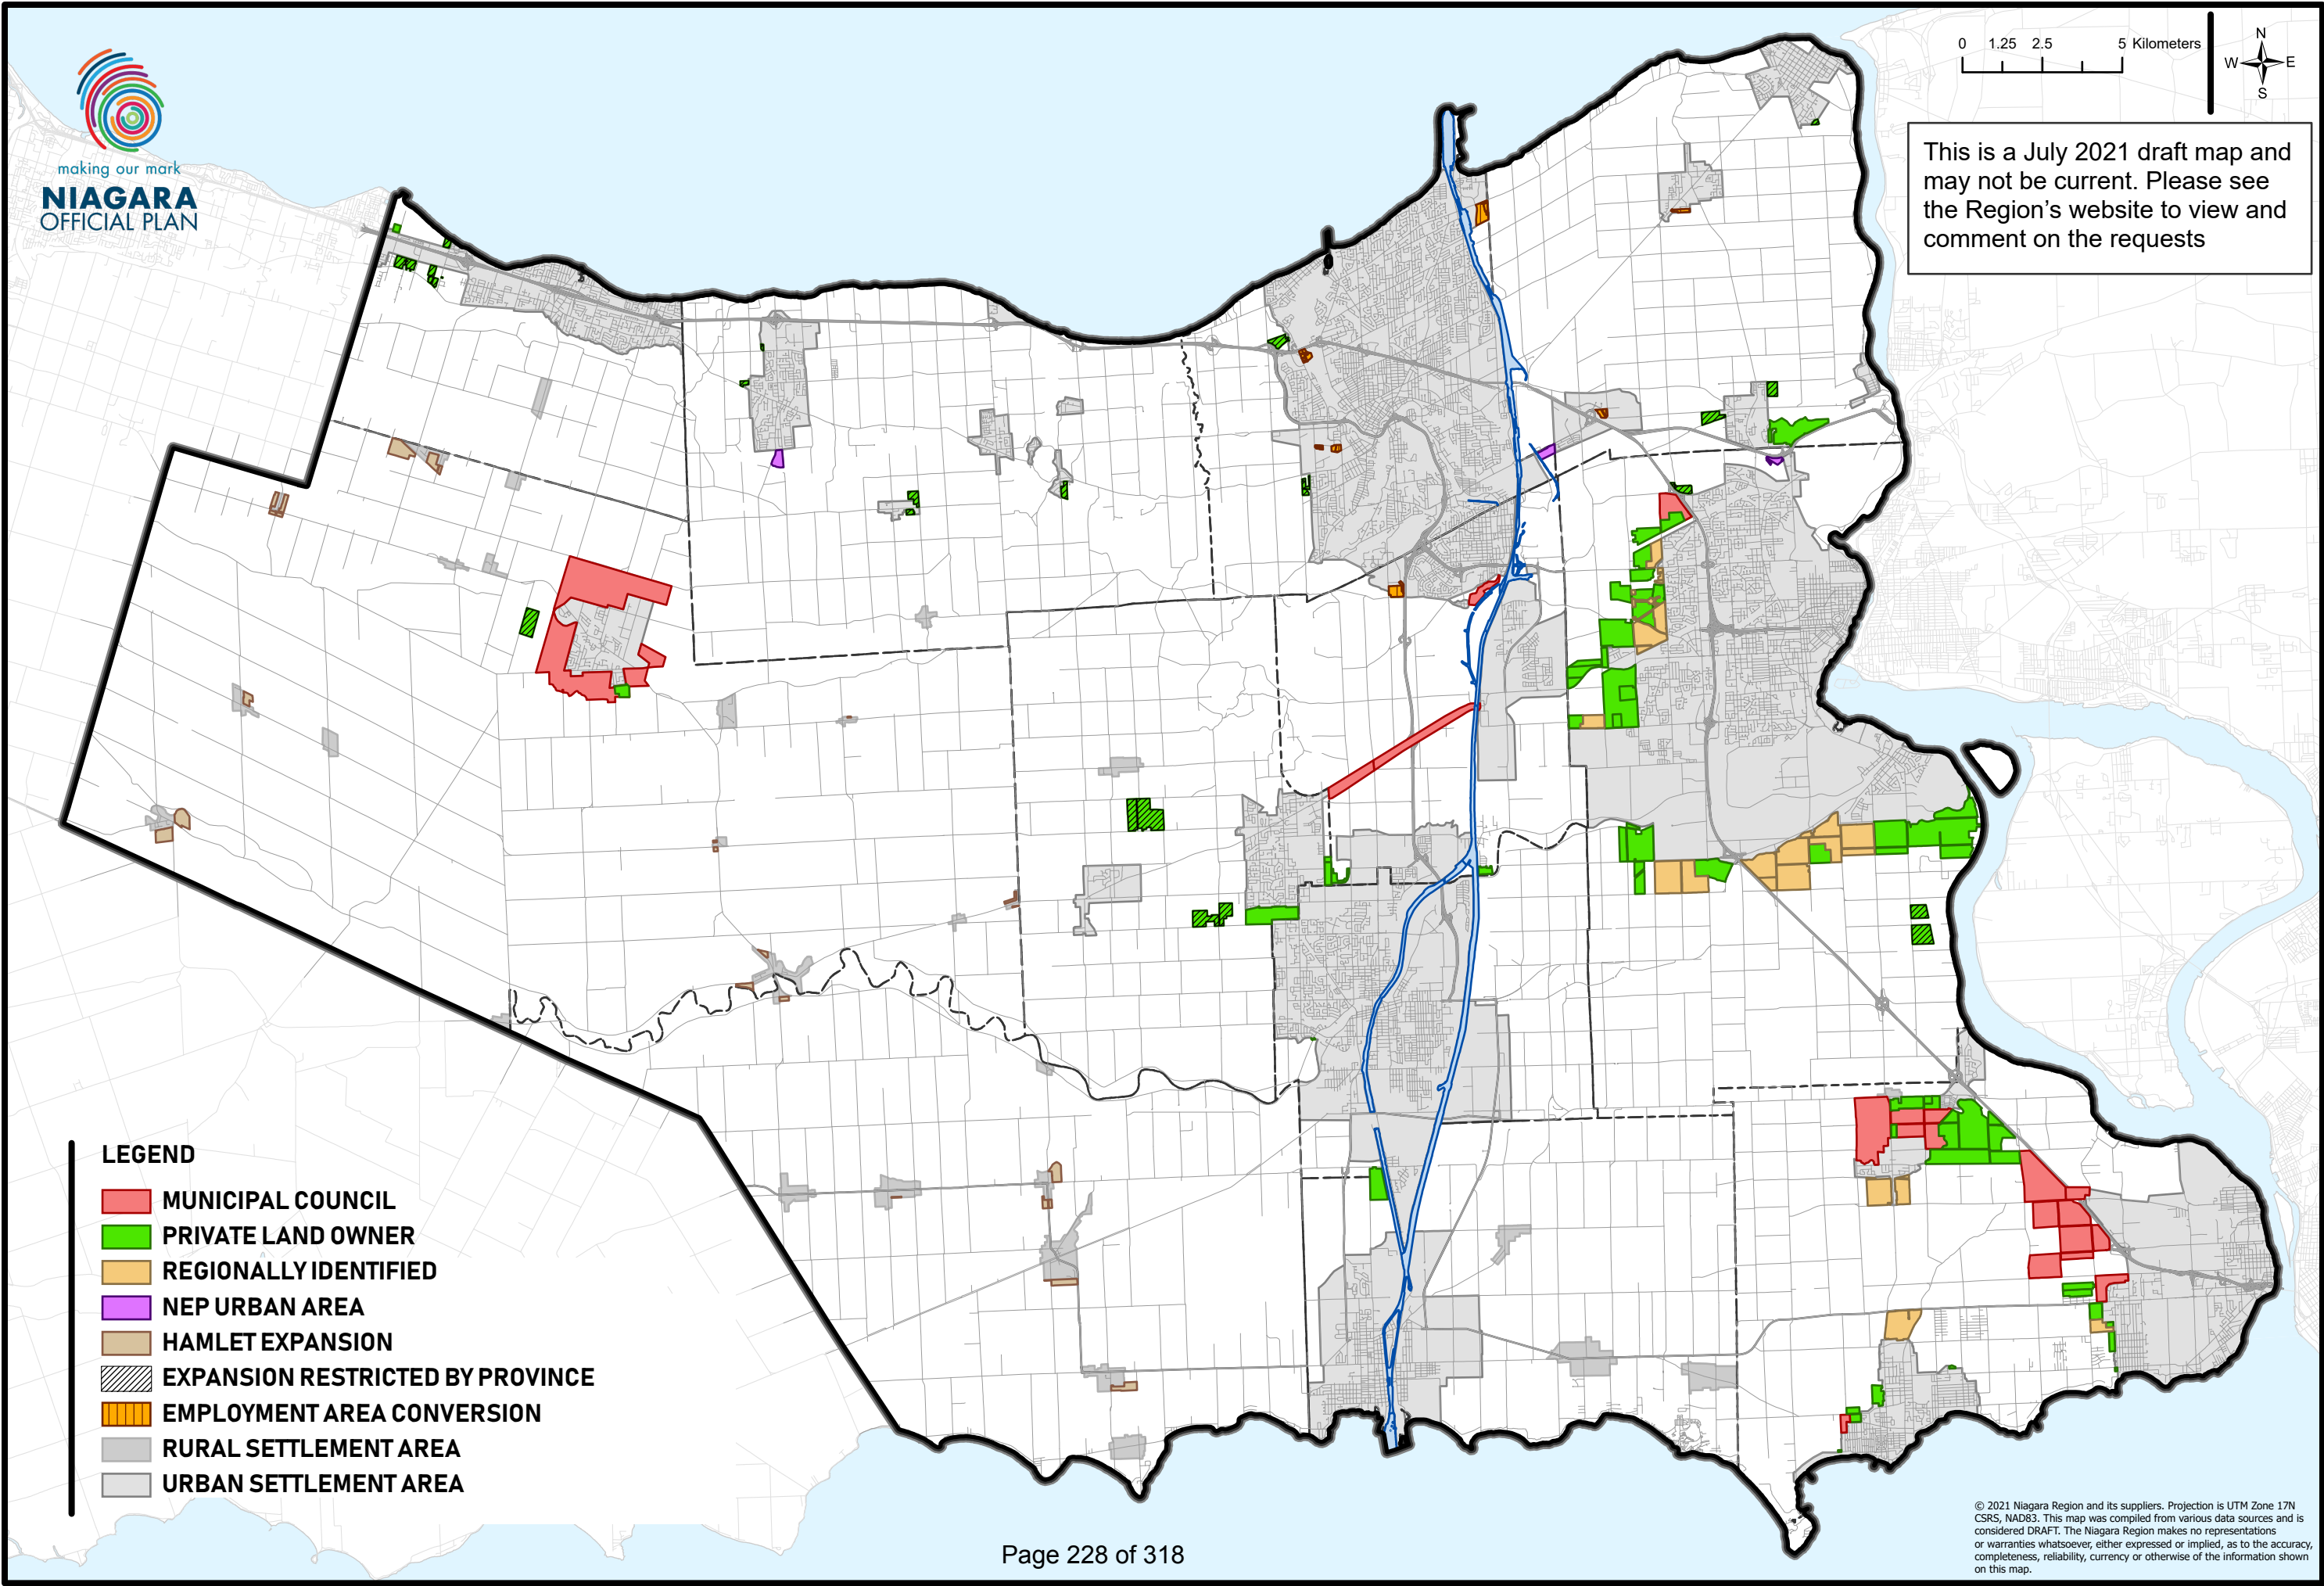 making our mark
NIAGARA
OFFICIAL PLAN
0 1.25 2.5 5 Kilometers
N
W E
S
This is a July 2021 draft map and
may not be current. Please see
the Region's website to view and
comment on the requests
LEGEND
MUNICIPAL COUNCIL
PRIVATE LAND OWNER
REGIONALLY IDENTIFIED
NEP URBAN AREA
HAMLET EXPANSION
EXPANSION RESTRICTED BY PROVINCE
EMPLOYMENT AREA CONVERSION
RURAL SETTLEMENT AREA
URBAN SETTLEMENT AREA
Page 228 of 318
© 2021 Niagara Region and its suppliers. Projection is UTM Zone 17N
CSRS, NAD83. This map was compiled from various data sources and is
considered DRAFT. The Niagara Region makes no representations
or warranties whatsoever, either expressed or implied, as to the accuracy,
completeness, reliability, currency or otherwise of the information shown
on this map.